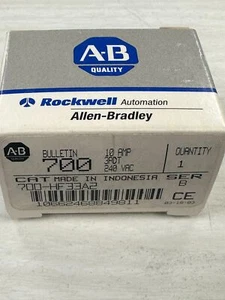 A-B
QUALITY
Rockwell Automation
Allen-Bradley
A-B
BULLETIN 10 AMP QUANTITY
700 3PDT 1
240 VAC
CAT MADE IN INDONESIA SER
700-HF33A2 B
CE